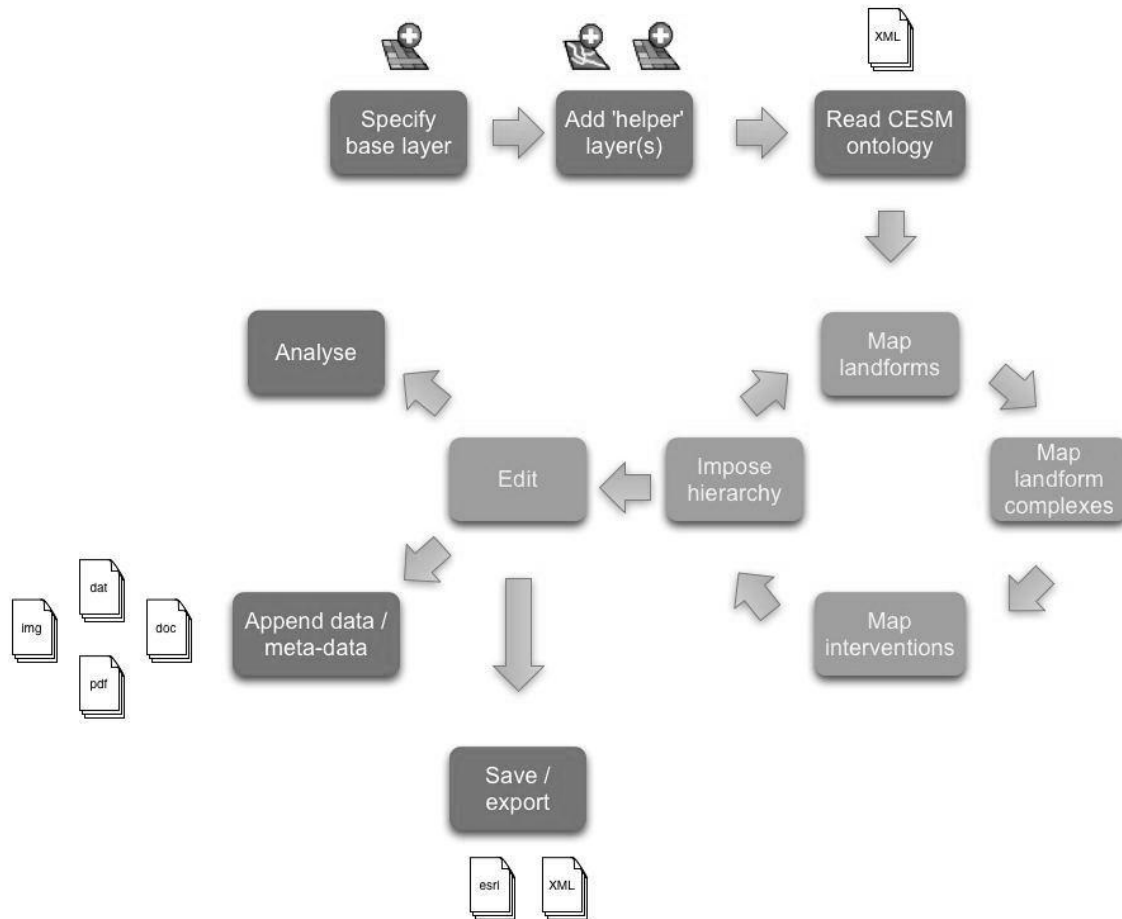 XML
Specify
base layer
Add 'helper'
layer(s)
Read CESM
ontology
Analyse
Map
landforms
Edit
Impose
hierarchy
Map
landform
complexes
dat
img
doc
pdf
Append data /
meta-data
Map
interventions
Save /
export
esri
XML